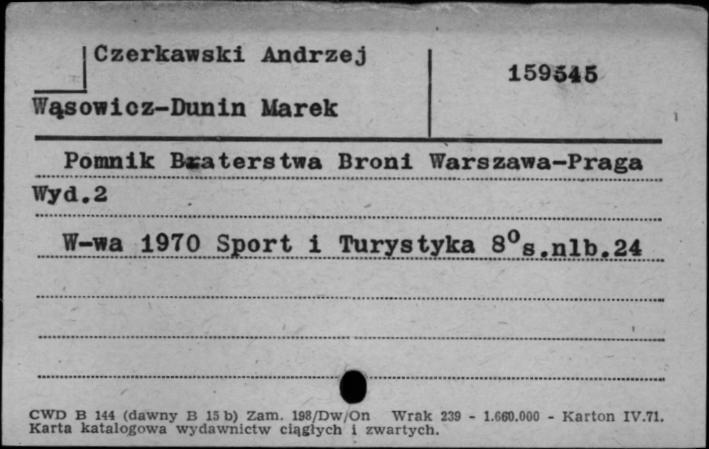 Czerkawski Andrzej
159545
Wąsowicz-Dunin Marek
Pomnik Braterstwa Broni Warszawa-Praga
Wyd.2
W-wa 1970 Sport i Turystyka 8⁰s.nlb.24
CWD B 144 (dawny B 15 b) Zam. 198/Dw/On Wrak 239 - 1.660.000 - Karton IV.71.
Karta katalogowa wydawnictw ciągłych i zwartych.